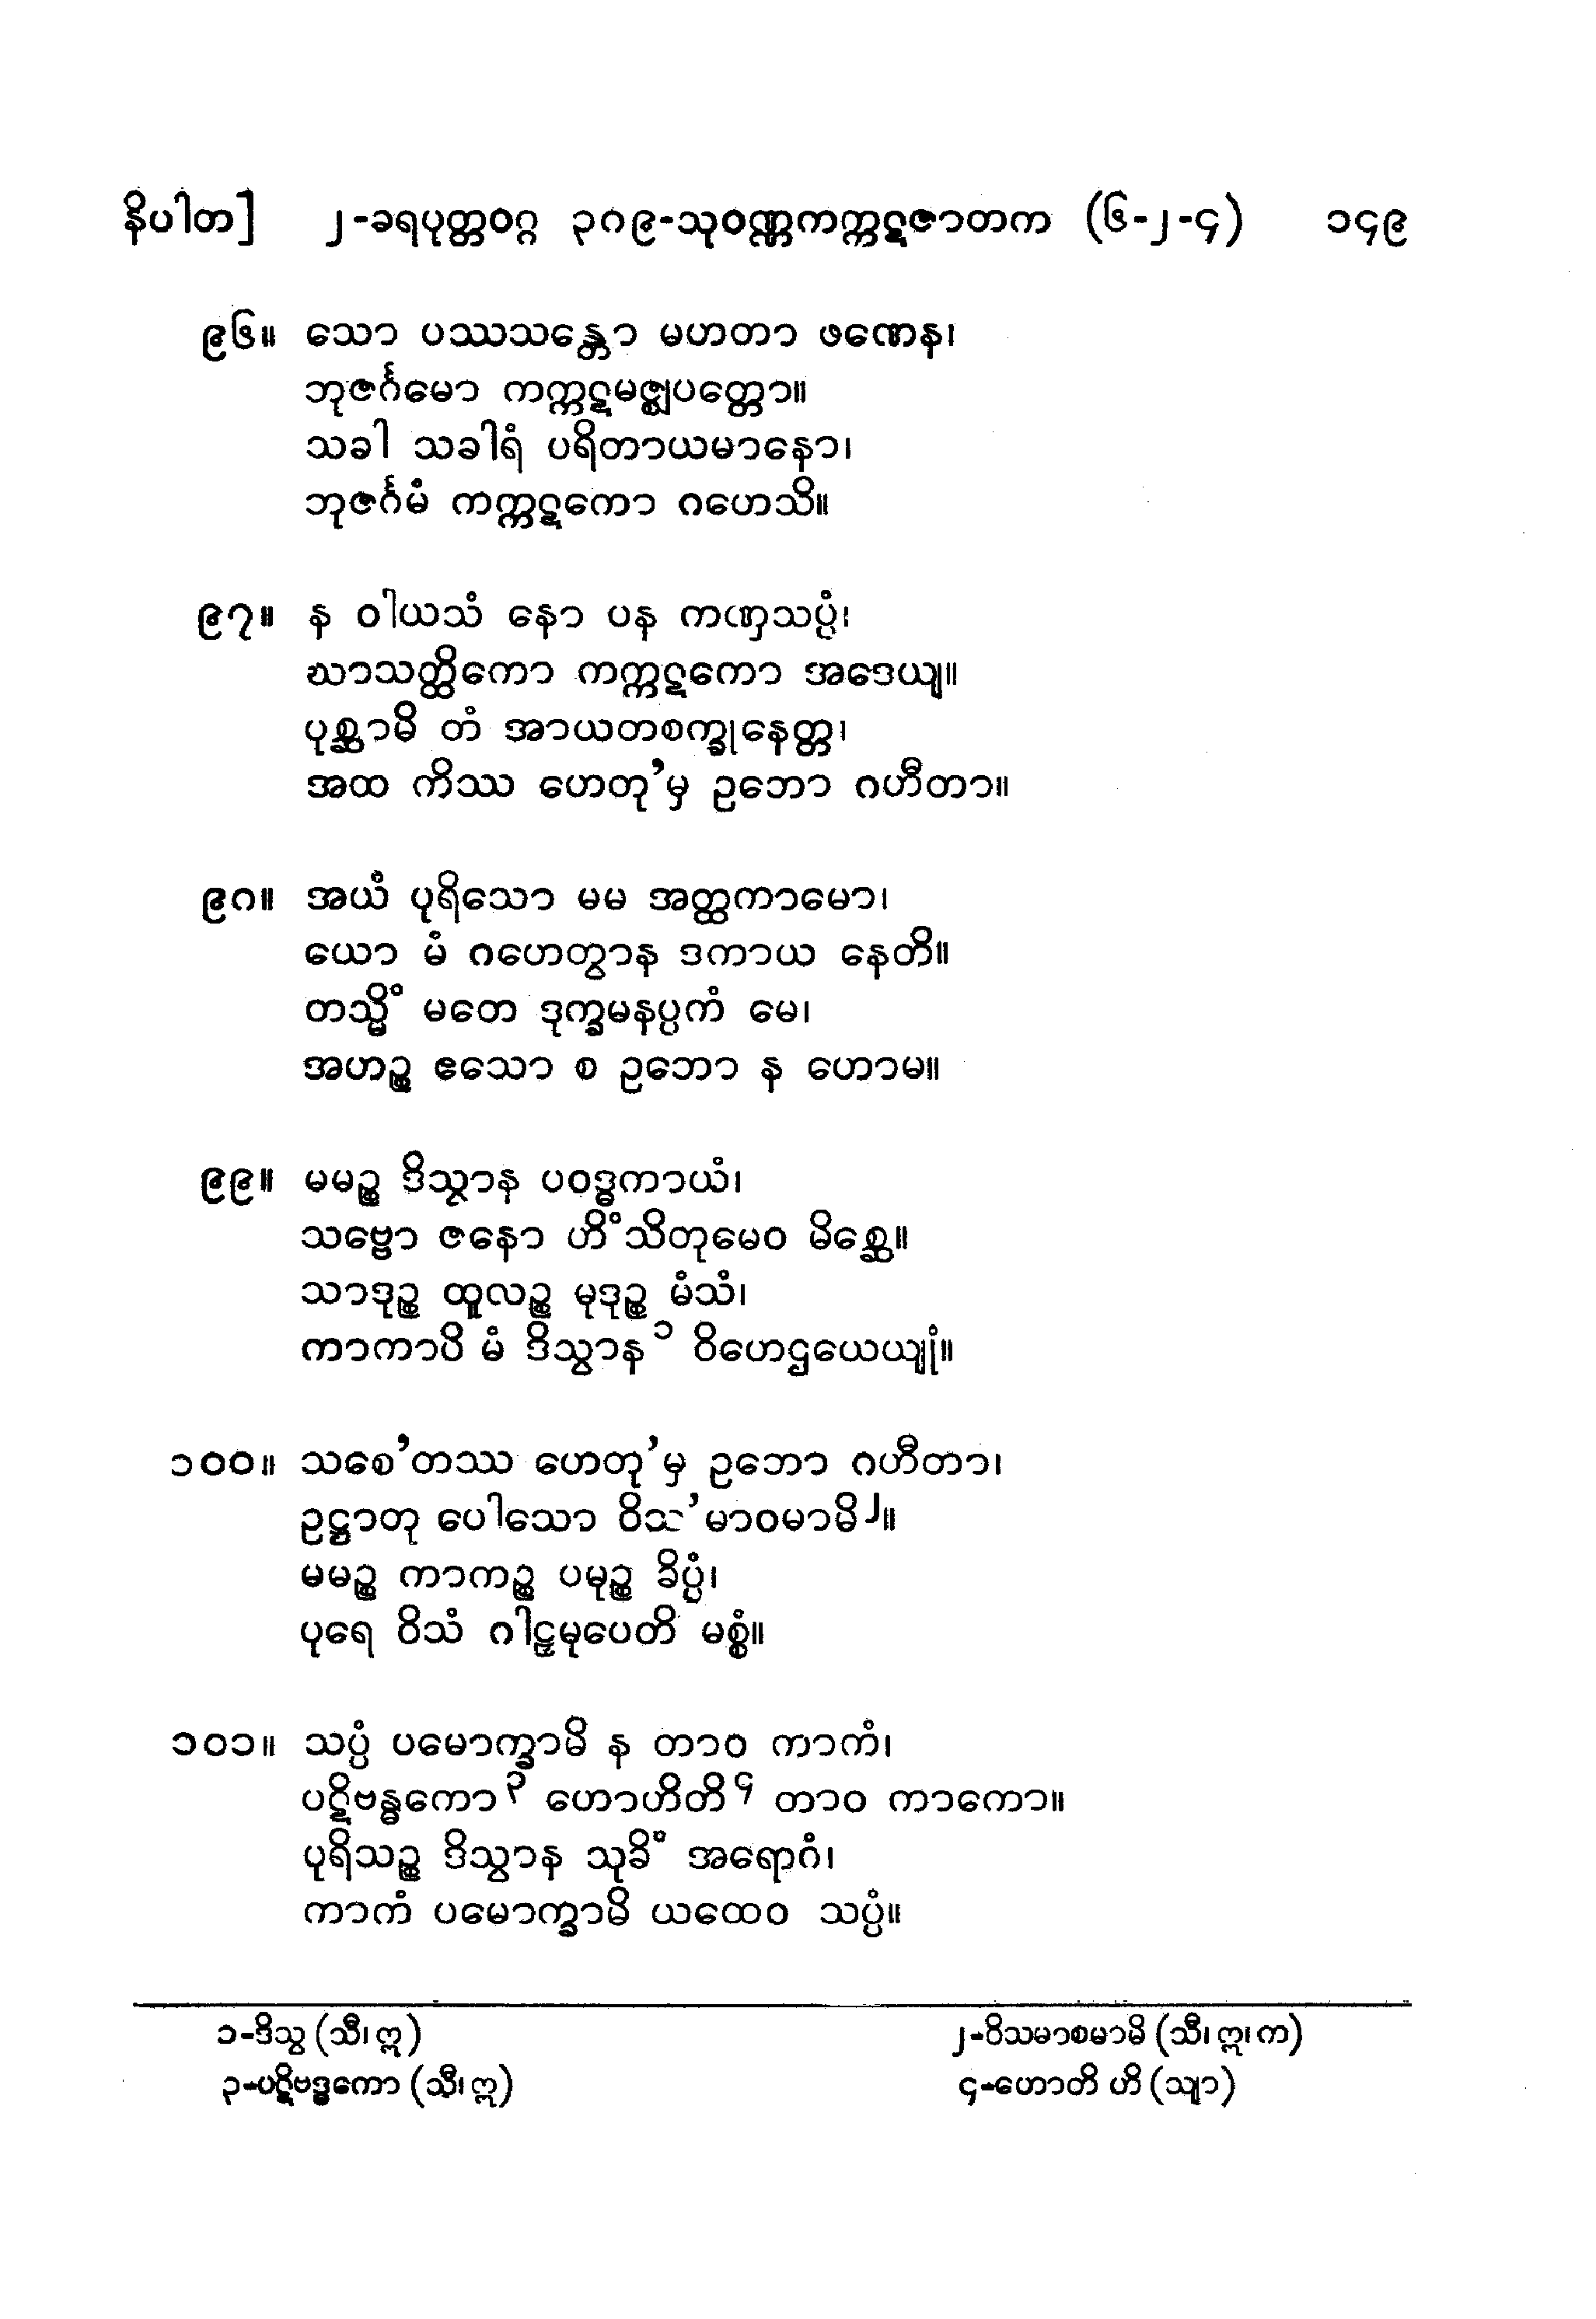 နိပါတ] ၂-ခရပုတ္တဝဂ္ဂ ၃၈၉-သုဝဏ္ဏကက္ကဋဇာတက (၆-၂-၄) ၁၄၉
၉၆။ သော ပဿသန္တော မဟတာ ဖဏေန၊
ဘုဇင်္ဂမော ကက္ကဋမဇ္ဈပတ္တော။
သခါ သခါရံ ပရိတာယမာနော၊
ဘုဇင်္ဂမံ ကက္ကဋကော ဂဟေသိ။
၉၇။ န ဝါယသံ နော ပန ကဏှသပ္ပံ၊
ဃာသတ္ထိကော ကက္ကဋကော အဒေယျ။
ပုစ္ဆာမိ တံ အာယတစက္ခုနေတ္တ၊
အထ ကိဿ ဟေတု’မှ ဥဘော ဂဟီတာ။
၉၈။ အယံ ပုရိသော မမ အတ္ထကာမော၊
ယော မံ ဂဟေတွာန ဒကာယ နေတိ။
တသ္မိံ မတေ ဒုက္ခမနပ္ပကံ မေ၊
အဟဉ္စ ဧသော စ ဥဘော န ဟောမ။
၉၉။ မမဉ္စ ဒိသွာန ပဝဒ္ဓကာယံ၊
သဗ္ဗော ဇနော ဟိံသိတုမေဝ မိစ္ဆေ။
သာဒုဉ္စ ထူလဉ္စ မုဒုဉ္စ မံသံ၊
ကာကာပိ မံ ဒိသွာန ၁ ဝိဟေဌယေယျုံ။
၁၀၀။ သစေ’တဿ ဟေတု’မှ ဥဘော ဂဟီတာ၊
ဥဋ္ဌာတု ပေါသော ဝိသ’မာဝမာမိ ၂။
မမဉ္စ ကာကဉ္စ ပမုဉ္စ ခိပ္ပံ၊
ပုရေ ဝိသံ ဂါဠှမုပေတိ မစ္စံ။
၁၀၁။ သပ္ပံ ပမောက္ခာမိ န တာဝ ကာကံ၊
ပဋိဗန္ဓကော ၃ ဟောဟိတိ ၄ တာဝ ကာကော။
ပုရိသဉ္စ ဒိသွာန သုခိံ အရောဂံ၊
ကာကံ ပမောက္ခာမိ ယထေဝ သပ္ပံ။
၁-ဒိသွ (သီ၊ ဣ) ၂-ဝိသမာစမာမိ (သီ၊ ဣ၊ က)
၃-ပဋိဗဒ္ဓကော (သီ၊ ဣ) ၄-ဟောတိ ဟိ (သျာ)